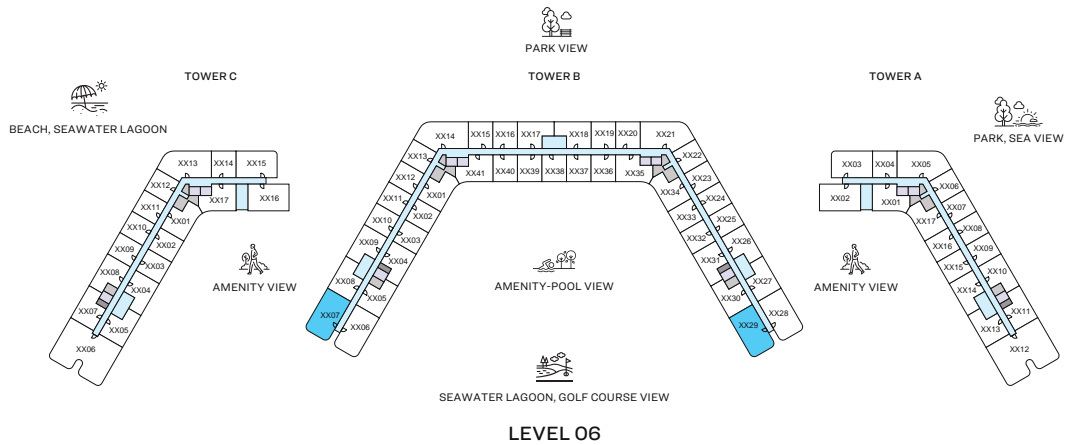 PARK VIEW
TOWER C
TOWER B
TOWER A
BEACH, SEAWATER LAGOON
PARK, SEA VIEW
XX13
XX14
XX15
XX12
XX11
XX10
XX09
XX08
XX07
XX06
XX05
XX04
XX03
XX02
XX01
XX17
XX16
AMENITY VIEW
XX14
XX15
XX16
XX17
XX18
XX19
XX20
XX21
XX13
XX12
XX11
XX10
XX09
XX08
XX07
XX06
XX05
XX04
XX03
XX02
XX01
XX41
XX40
XX39
XX38
XX37
XX36
XX35
XX34
XX33
XX32
XX31
XX30
XX29
XX22
XX23
XX24
XX25
XX26
XX27
XX28
AMENITY-POOL VIEW
XX03
XX04
XX05
XX02
XX01
XX06
XX07
XX08
XX09
XX10
XX11
XX12
XX17
XX16
XX15
XX14
XX13
AMENITY VIEW
SEAWATER LAGOON, GOLF COURSE VIEW
LEVEL 06